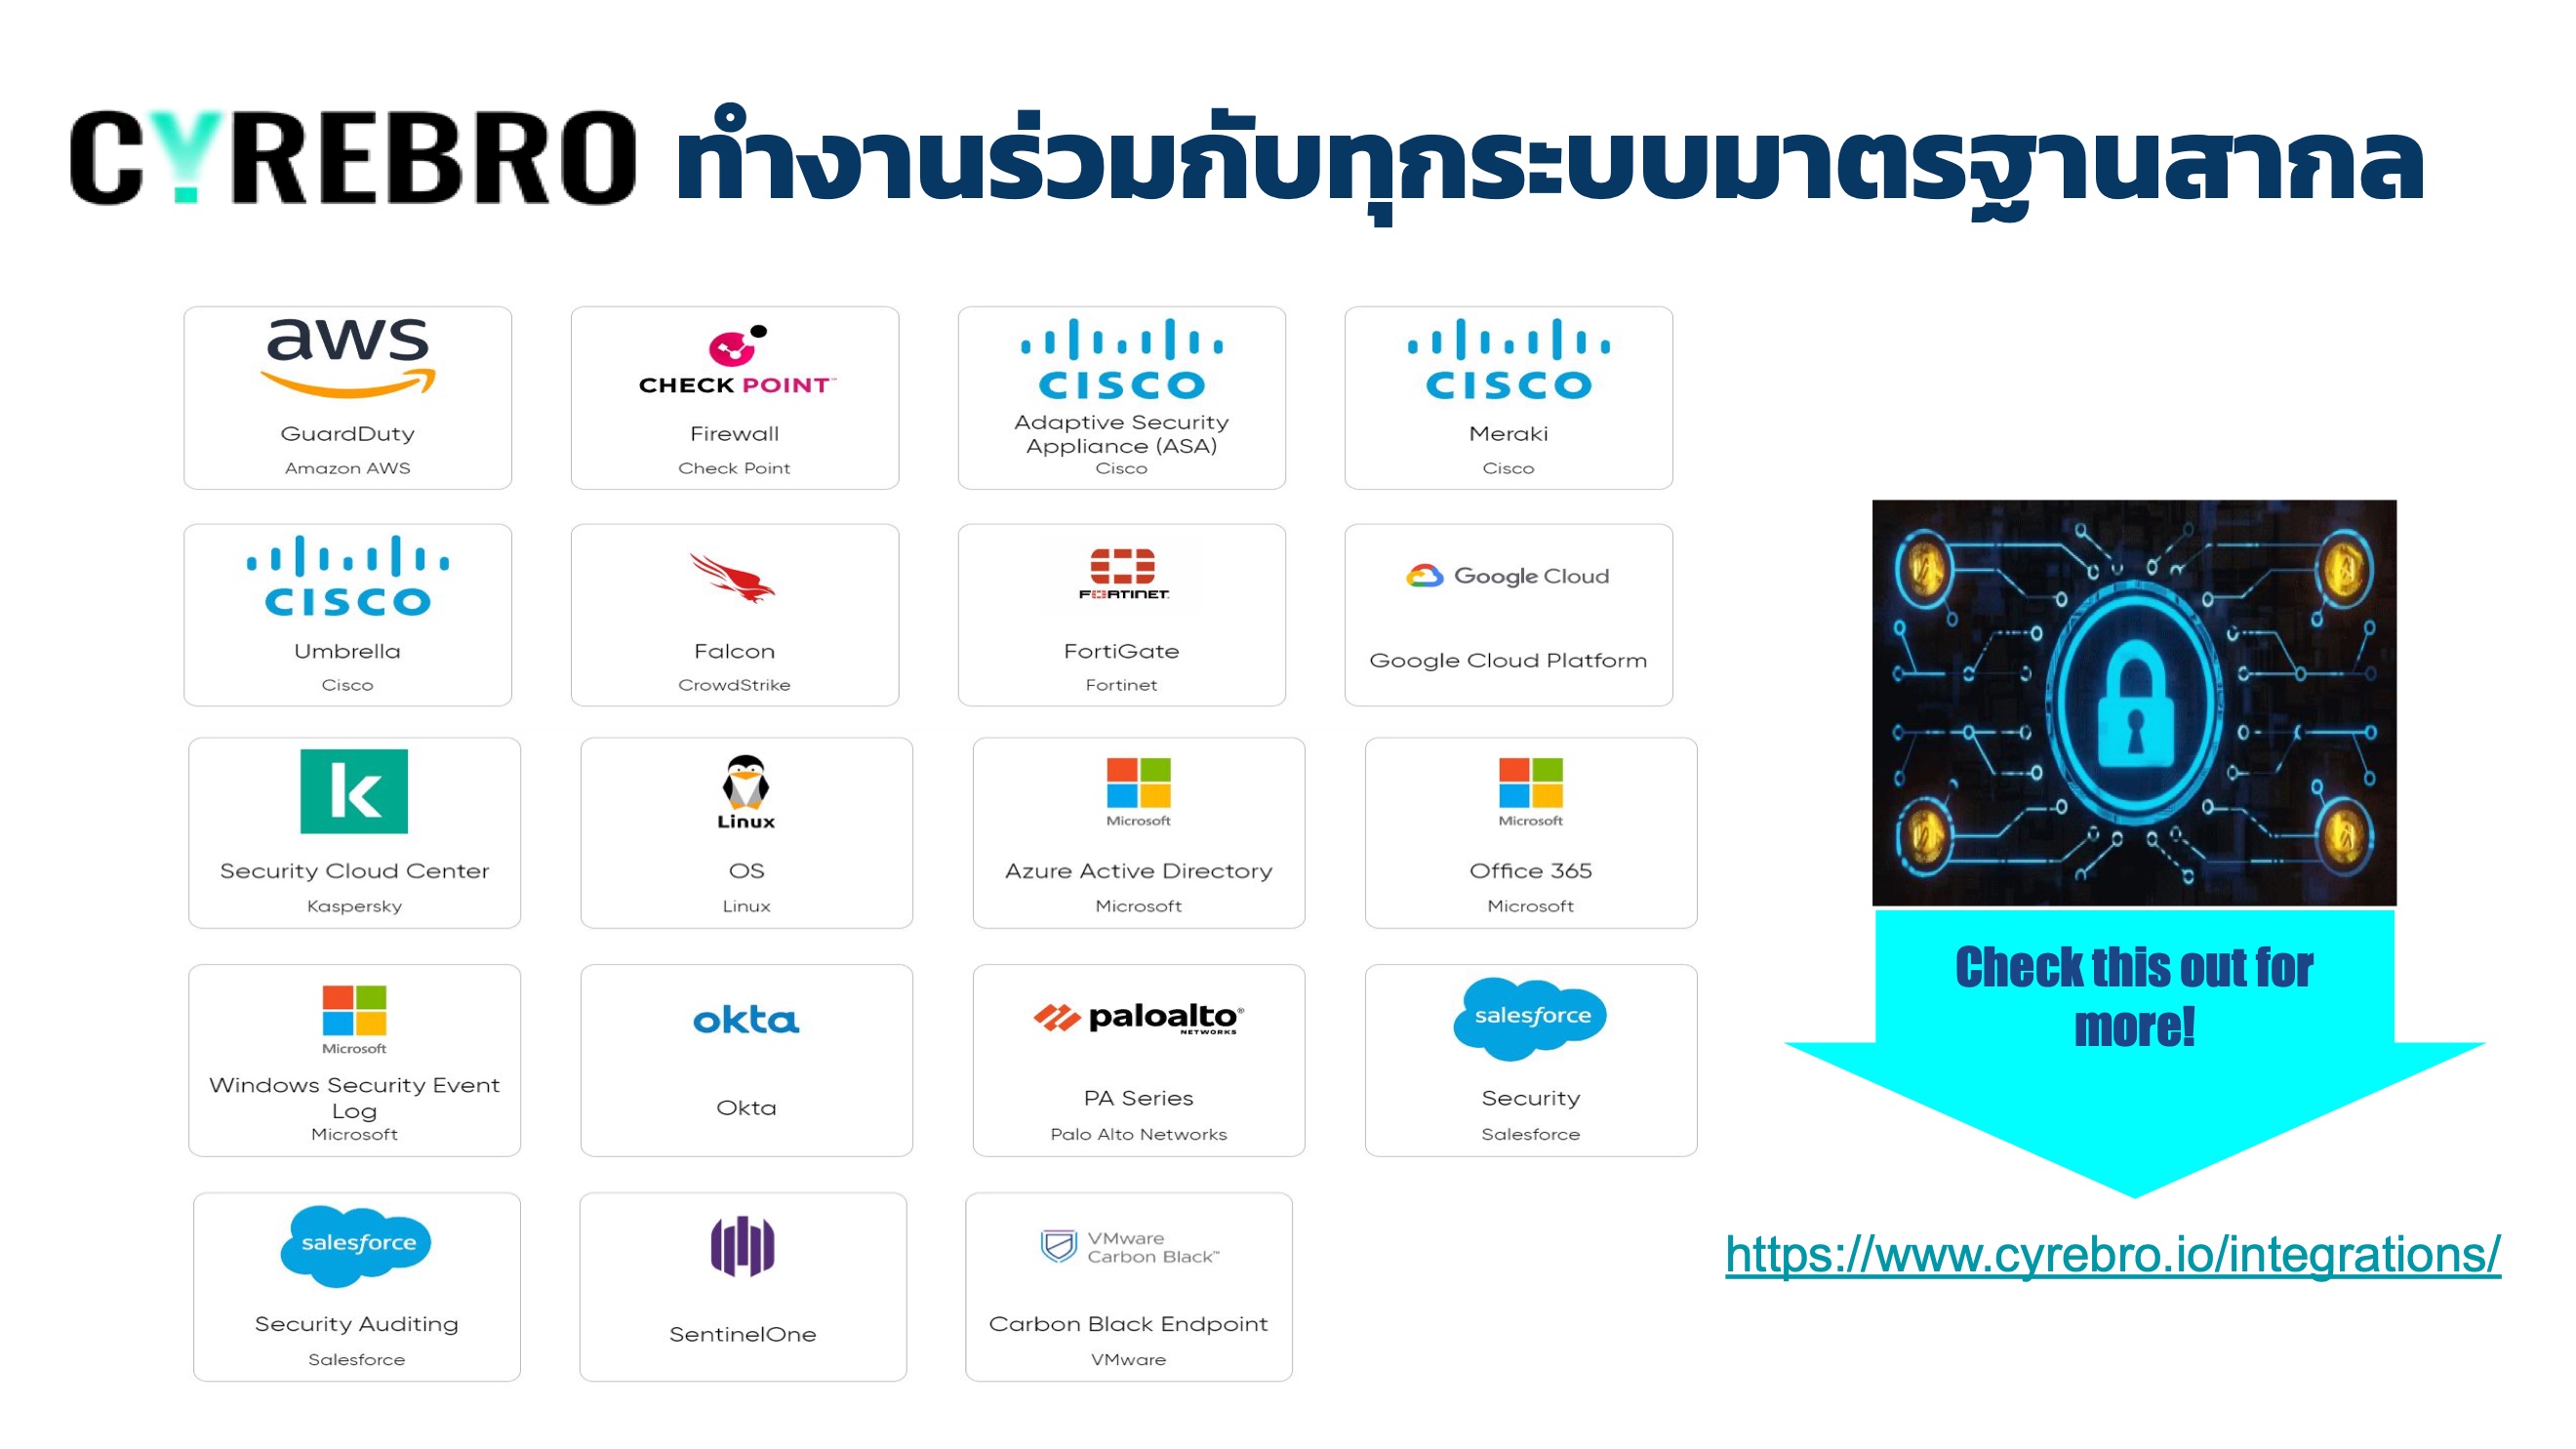 CYREBRO ทำงานร่วมกับทุกระบบมาตรฐานสากล
aws
GuardDuty
Amazon AWS
CHECK POINT™
Firewall
Check Point
CISCO
Adaptive Security
Appliance (ASA)
Cisco
CISCO
Meraki
Cisco
CISCO
Umbrella
Cisco
Falcon
CrowdStrike
FORTINET
FortiGate
Fortinet
Google Cloud
Google Cloud Platform
k
Security Cloud Center
Kaspersky
Linux
OS
Linux
Microsoft
Azure Active Directory
Microsoft
Microsoft
Office 365
Microsoft
Microsoft
Windows Security Event
Log
Microsoft
okta
Okta
paloalto®
NETWORKS
PA Series
Palo Alto Networks
salesforce
Security
Salesforce
salesforce
Security Auditing
Salesforce
SentinelOne
VMware
Carbon Black™
Carbon Black Endpoint
VMware
Check this out for
more!
https://www.cyrebro.io/integrations/